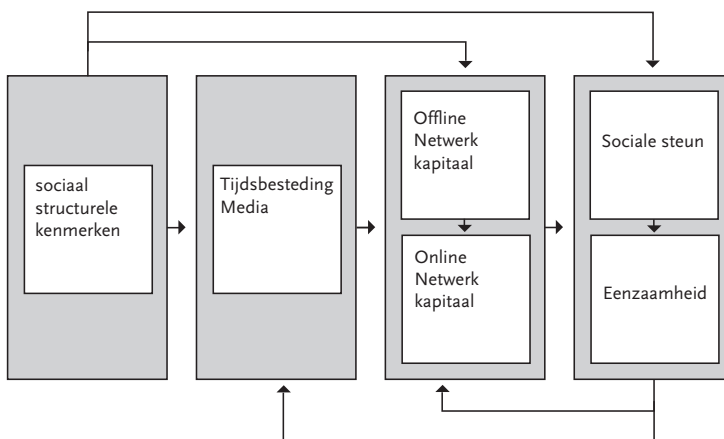 sociaal
structurele
kenmerken
Tijdsbesteding
Media
Offline
Netwerk
kapitaal
Online
Netwerk
kapitaal
Sociale steun
Eenzaamheid